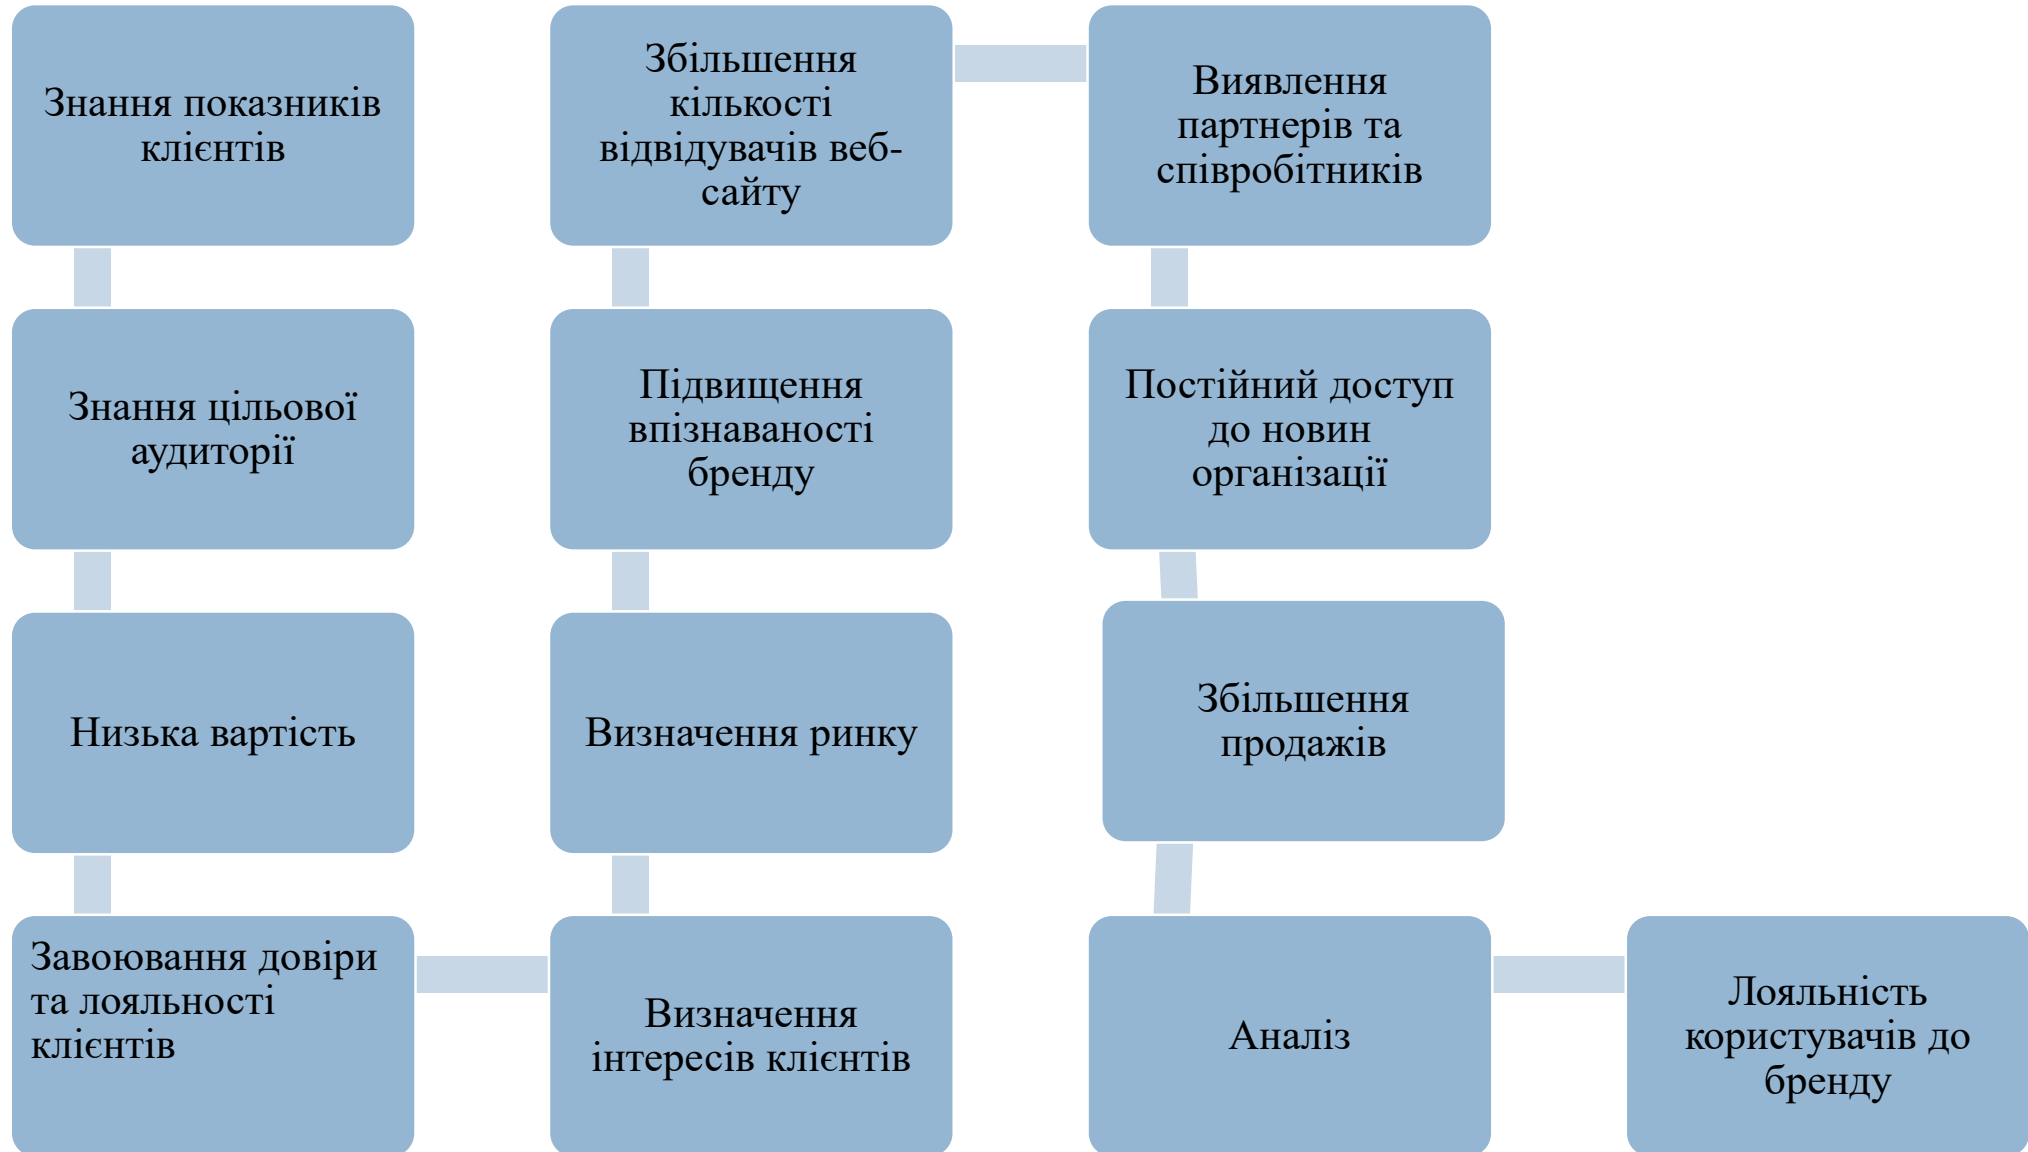 Знання показників
клієнтів
Знання цільової
аудиторії
Низька вартість
Завоювання довіри
та лояльності
клієнтів
Визначення
інтересів клієнтів
Визначення ринку
Підвищення
впізнаваності
бренду
Збільшення
кількості
відвідувачів веб-
сайту
Виявлення
партнерів та
співробітників
Постійний доступ
до новин
організації
Збільшення
продажів
Аналіз
Лояльність
користувачів до
бренду